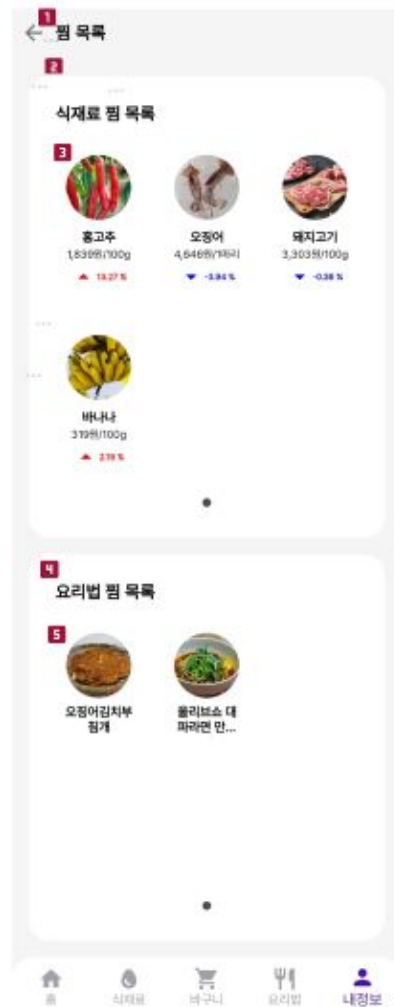 1
찜 목록
2
식재료 찜 목록
3
홍고추
오징어
돼지고기
1,839원/100g
4,646원/1마리
3,303원/100g
▲ 13.27 %
▼ -3.94 %
▼ -0.38 %
바나나
319원/100g
▲ 2.19 %
4
요리법 찜 목록
5
오징어김치부
침개
올리브쇼 대
파라면 만...
홈
식재료
바구니
요리법
내정보